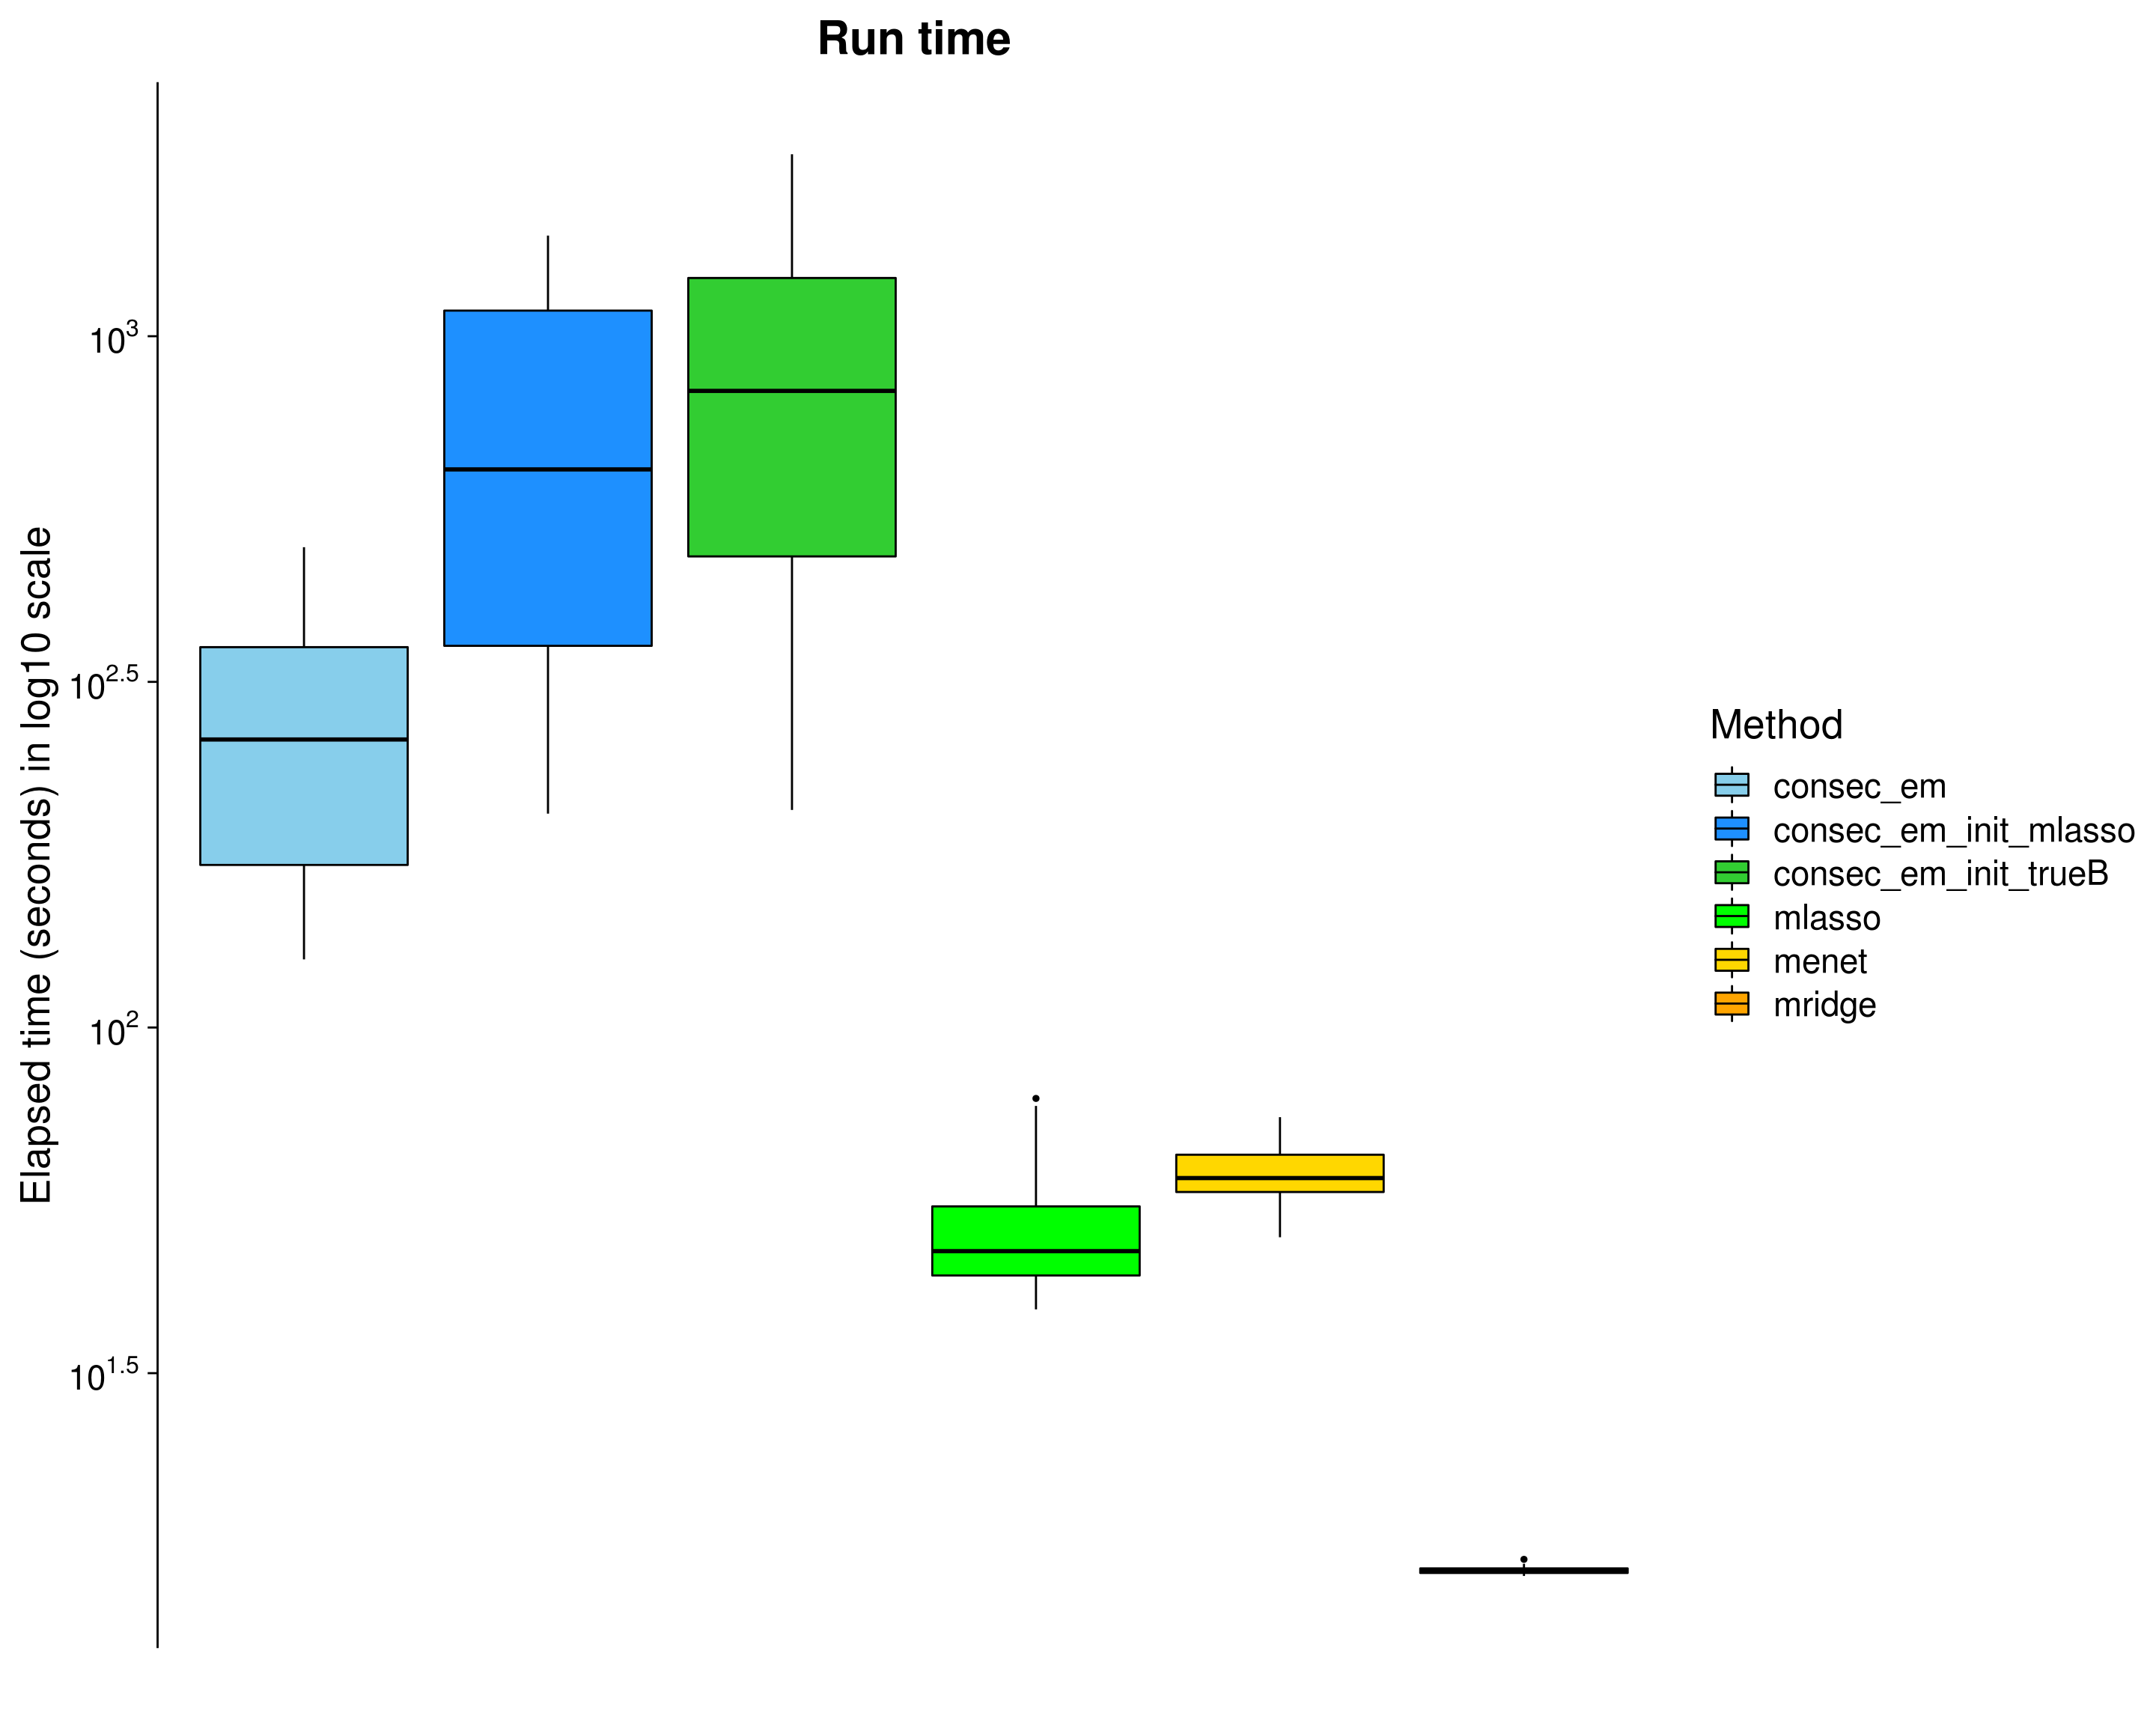 Run time
Elapsed time (seconds) in log10 scale
10^3
10^2.5
10^2
10^1.5
Method
consec_em
consec_em_init_mlasso
consec_em_init_trueB
mlasso
menet
mridge